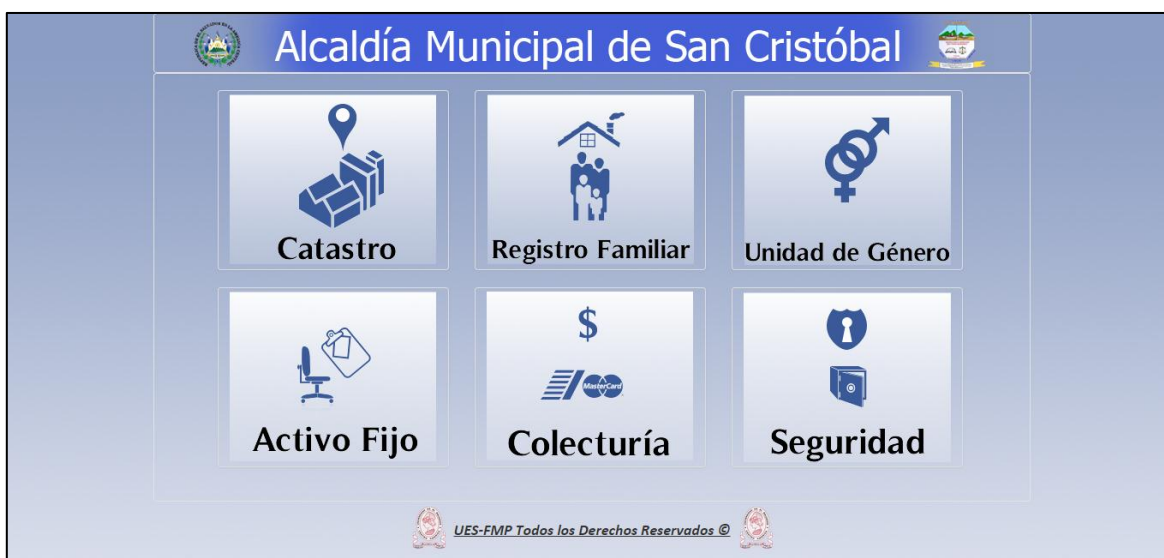 Alcaldía Municipal de San Cristóbal
Catastro
Registro Familiar
Unidad de Género
$
MasterCard
Activo Fijo
Colecturía
Seguridad
UES-FMP Todos los Derechos Reservados ©